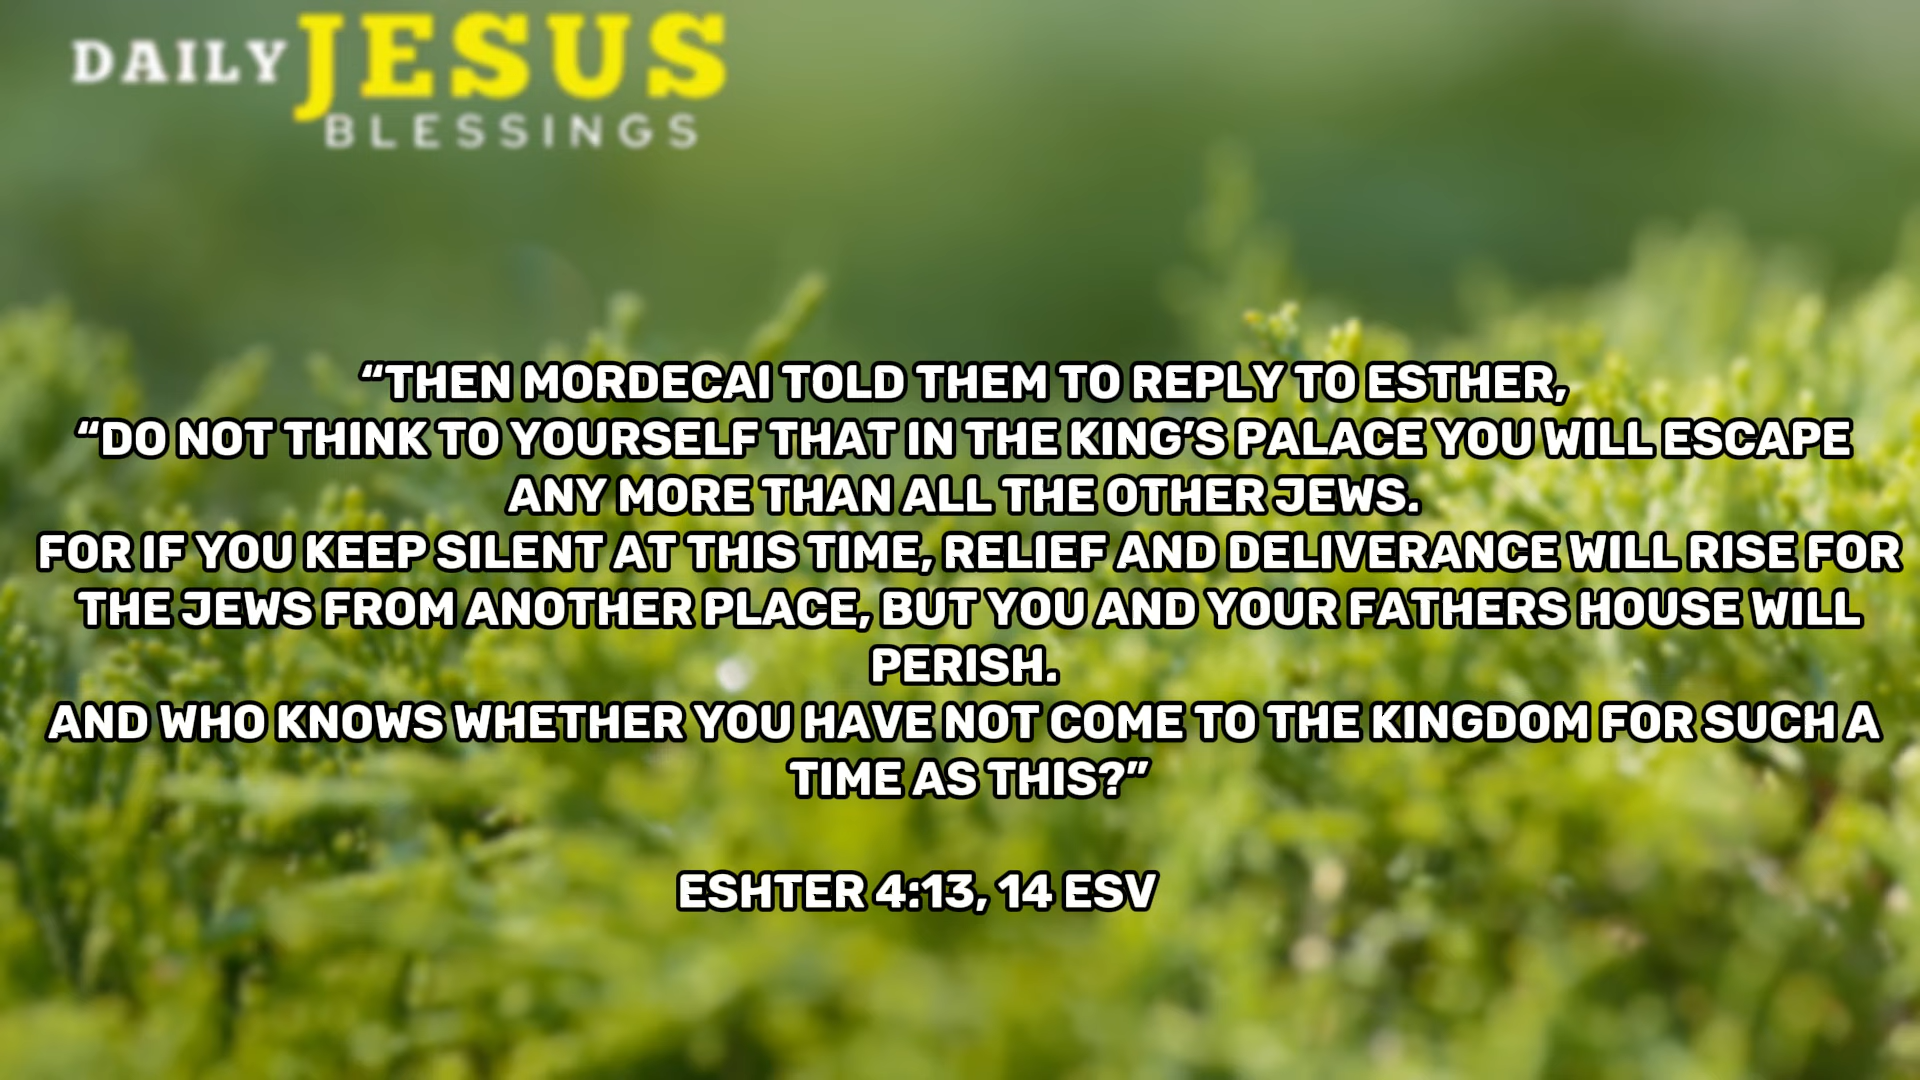 DAILY JESUS
BLESSINGS
“THEN MORDECAI TOLD THEM TO REPLY TO ESTHER,
“DO NOT THINK TO YOURSELF THAT IN THE KING’S PALACE YOU WILL ESCAPE
ANY MORE THAN ALL THE OTHER JEWS.
FOR IF YOU KEEP SILENT AT THIS TIME, RELIEF AND DELIVERANCE WILL RISE FOR
THE JEWS FROM ANOTHER PLACE, BUT YOU AND YOUR FATHERS HOUSE WILL
PERISH.
AND WHO KNOWS WHETHER YOU HAVE NOT COME TO THE KINGDOM FOR SUCH A
TIME AS THIS?”
ESHTER 4:13, 14 ESV